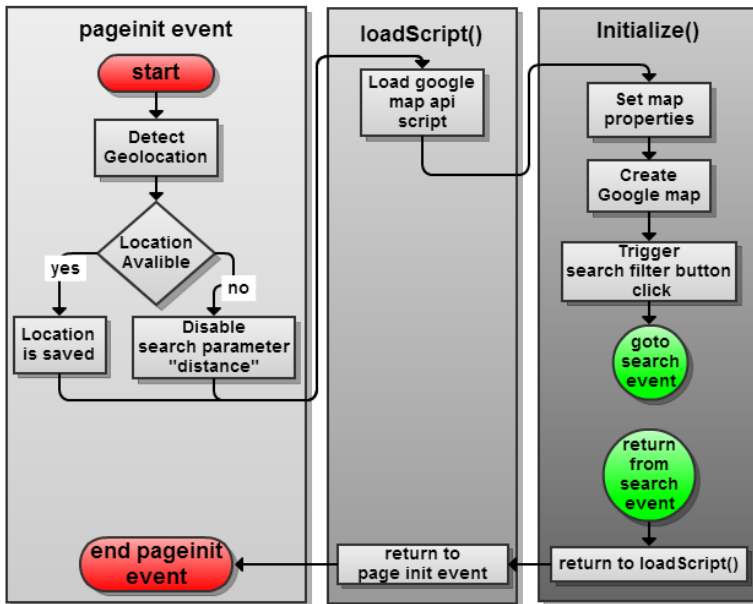 pageinit event
start
Detect
Geolocation
Location
Avalible
yes
no
Location
is saved
Disable
search parameter
"distance"
end pageinit
event
loadScript()
Load google
map api
script
return to
page init event
Initialize()
Set map
properties
Create
Google map
Trigger
search filter button
click
goto
search
event
return
from
search
event
return to loadScript()